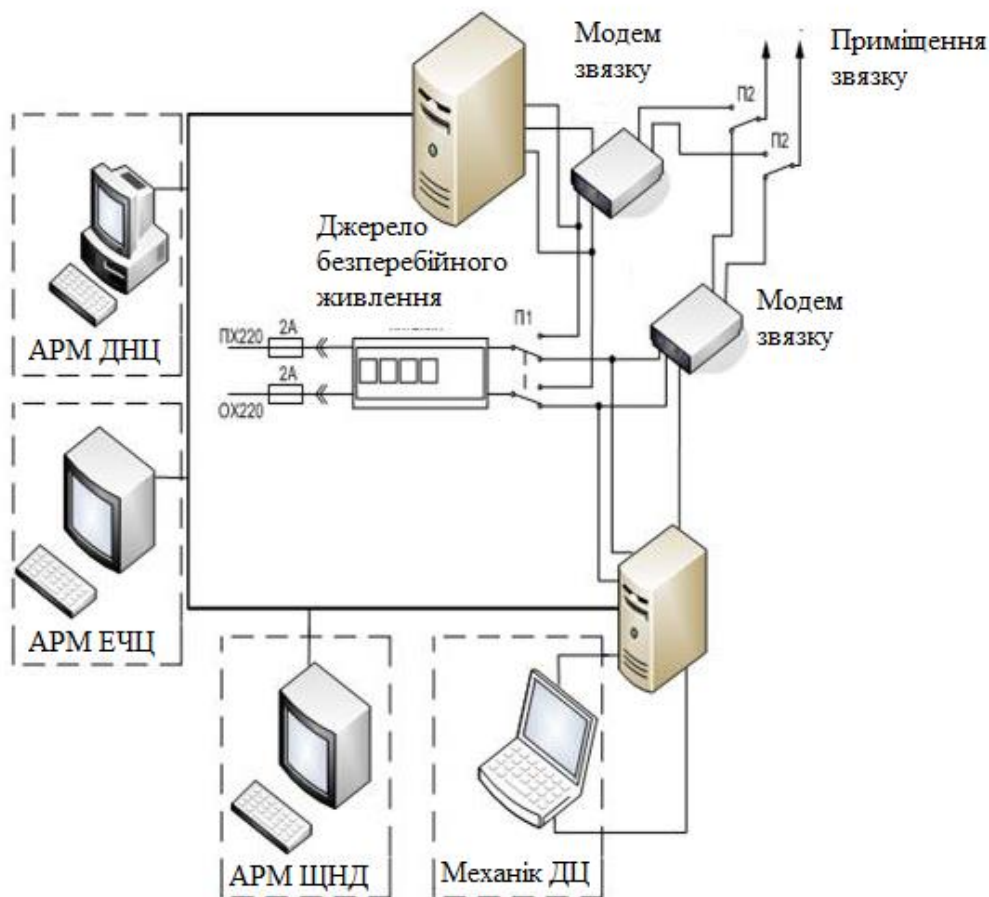 Модем
звязку
Приміщення
звязку
П2
П2
АРМ ДНЦ
Джерело
безперебійного
живлення
Модем
звязку
П1
ПХ220
2А
2А
ОХ220
АРМ ЕЧЦ
АРМ ЩНД
Механік ДЦ